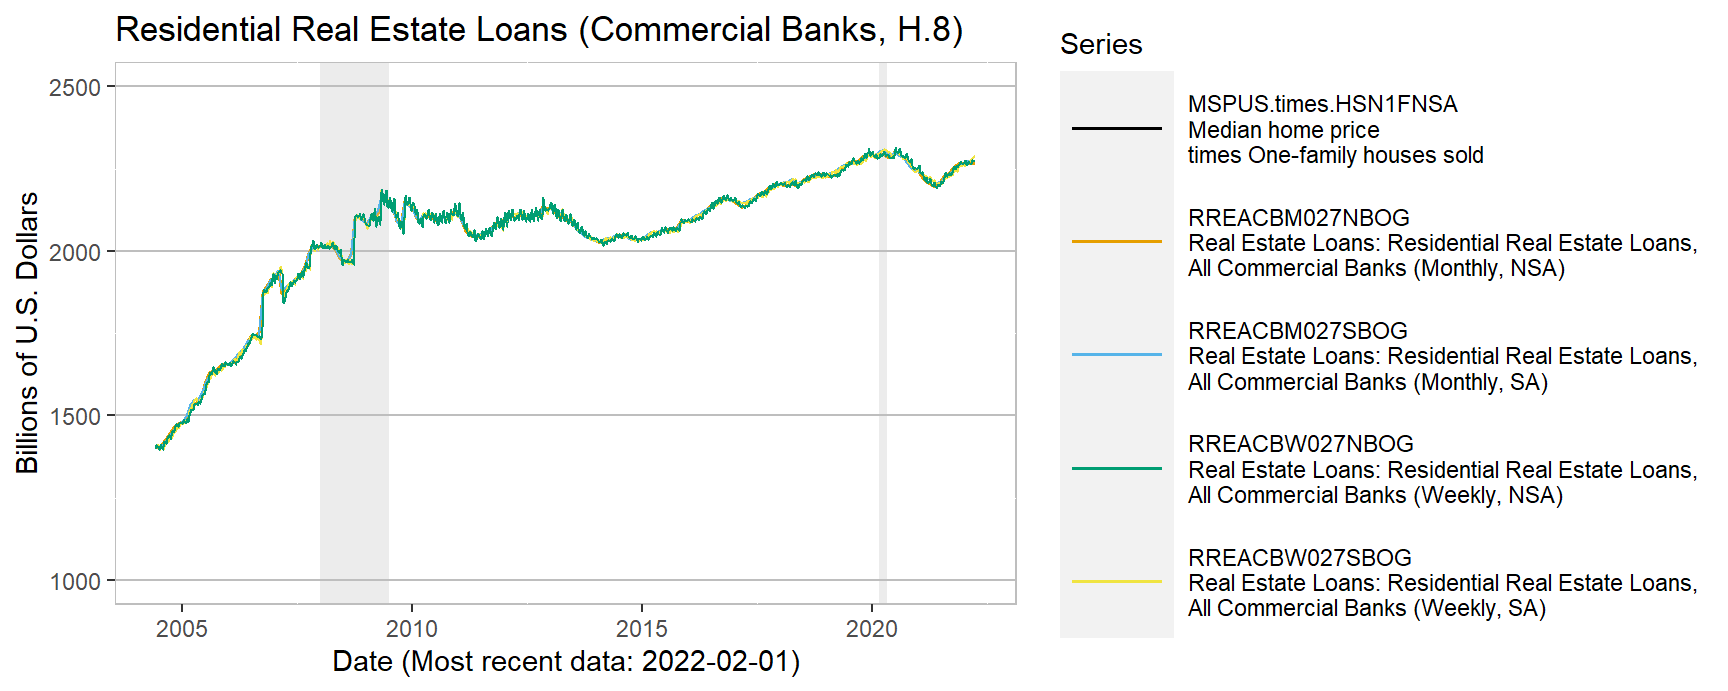 Residential Real Estate Loans (Commercial Banks, H.8)
Billions of U.S. Dollars
2500
2000
1500
1000
2005
2010
2015
2020
Date (Most recent data: 2022-02-01)
Series
MSPUS.times.HSN1FNSA
Median home price
times One-family houses sold
RREACBM027NBOG
Real Estate Loans: Residential Real Estate Loans,
All Commercial Banks (Monthly, NSA)
RREACBM027SBOG
Real Estate Loans: Residential Real Estate Loans,
All Commercial Banks (Monthly, SA)
RREACBW027NBOG
Real Estate Loans: Residential Real Estate Loans,
All Commercial Banks (Weekly, NSA)
RREACBW027SBOG
Real Estate Loans: Residential Real Estate Loans,
All Commercial Banks (Weekly, SA)